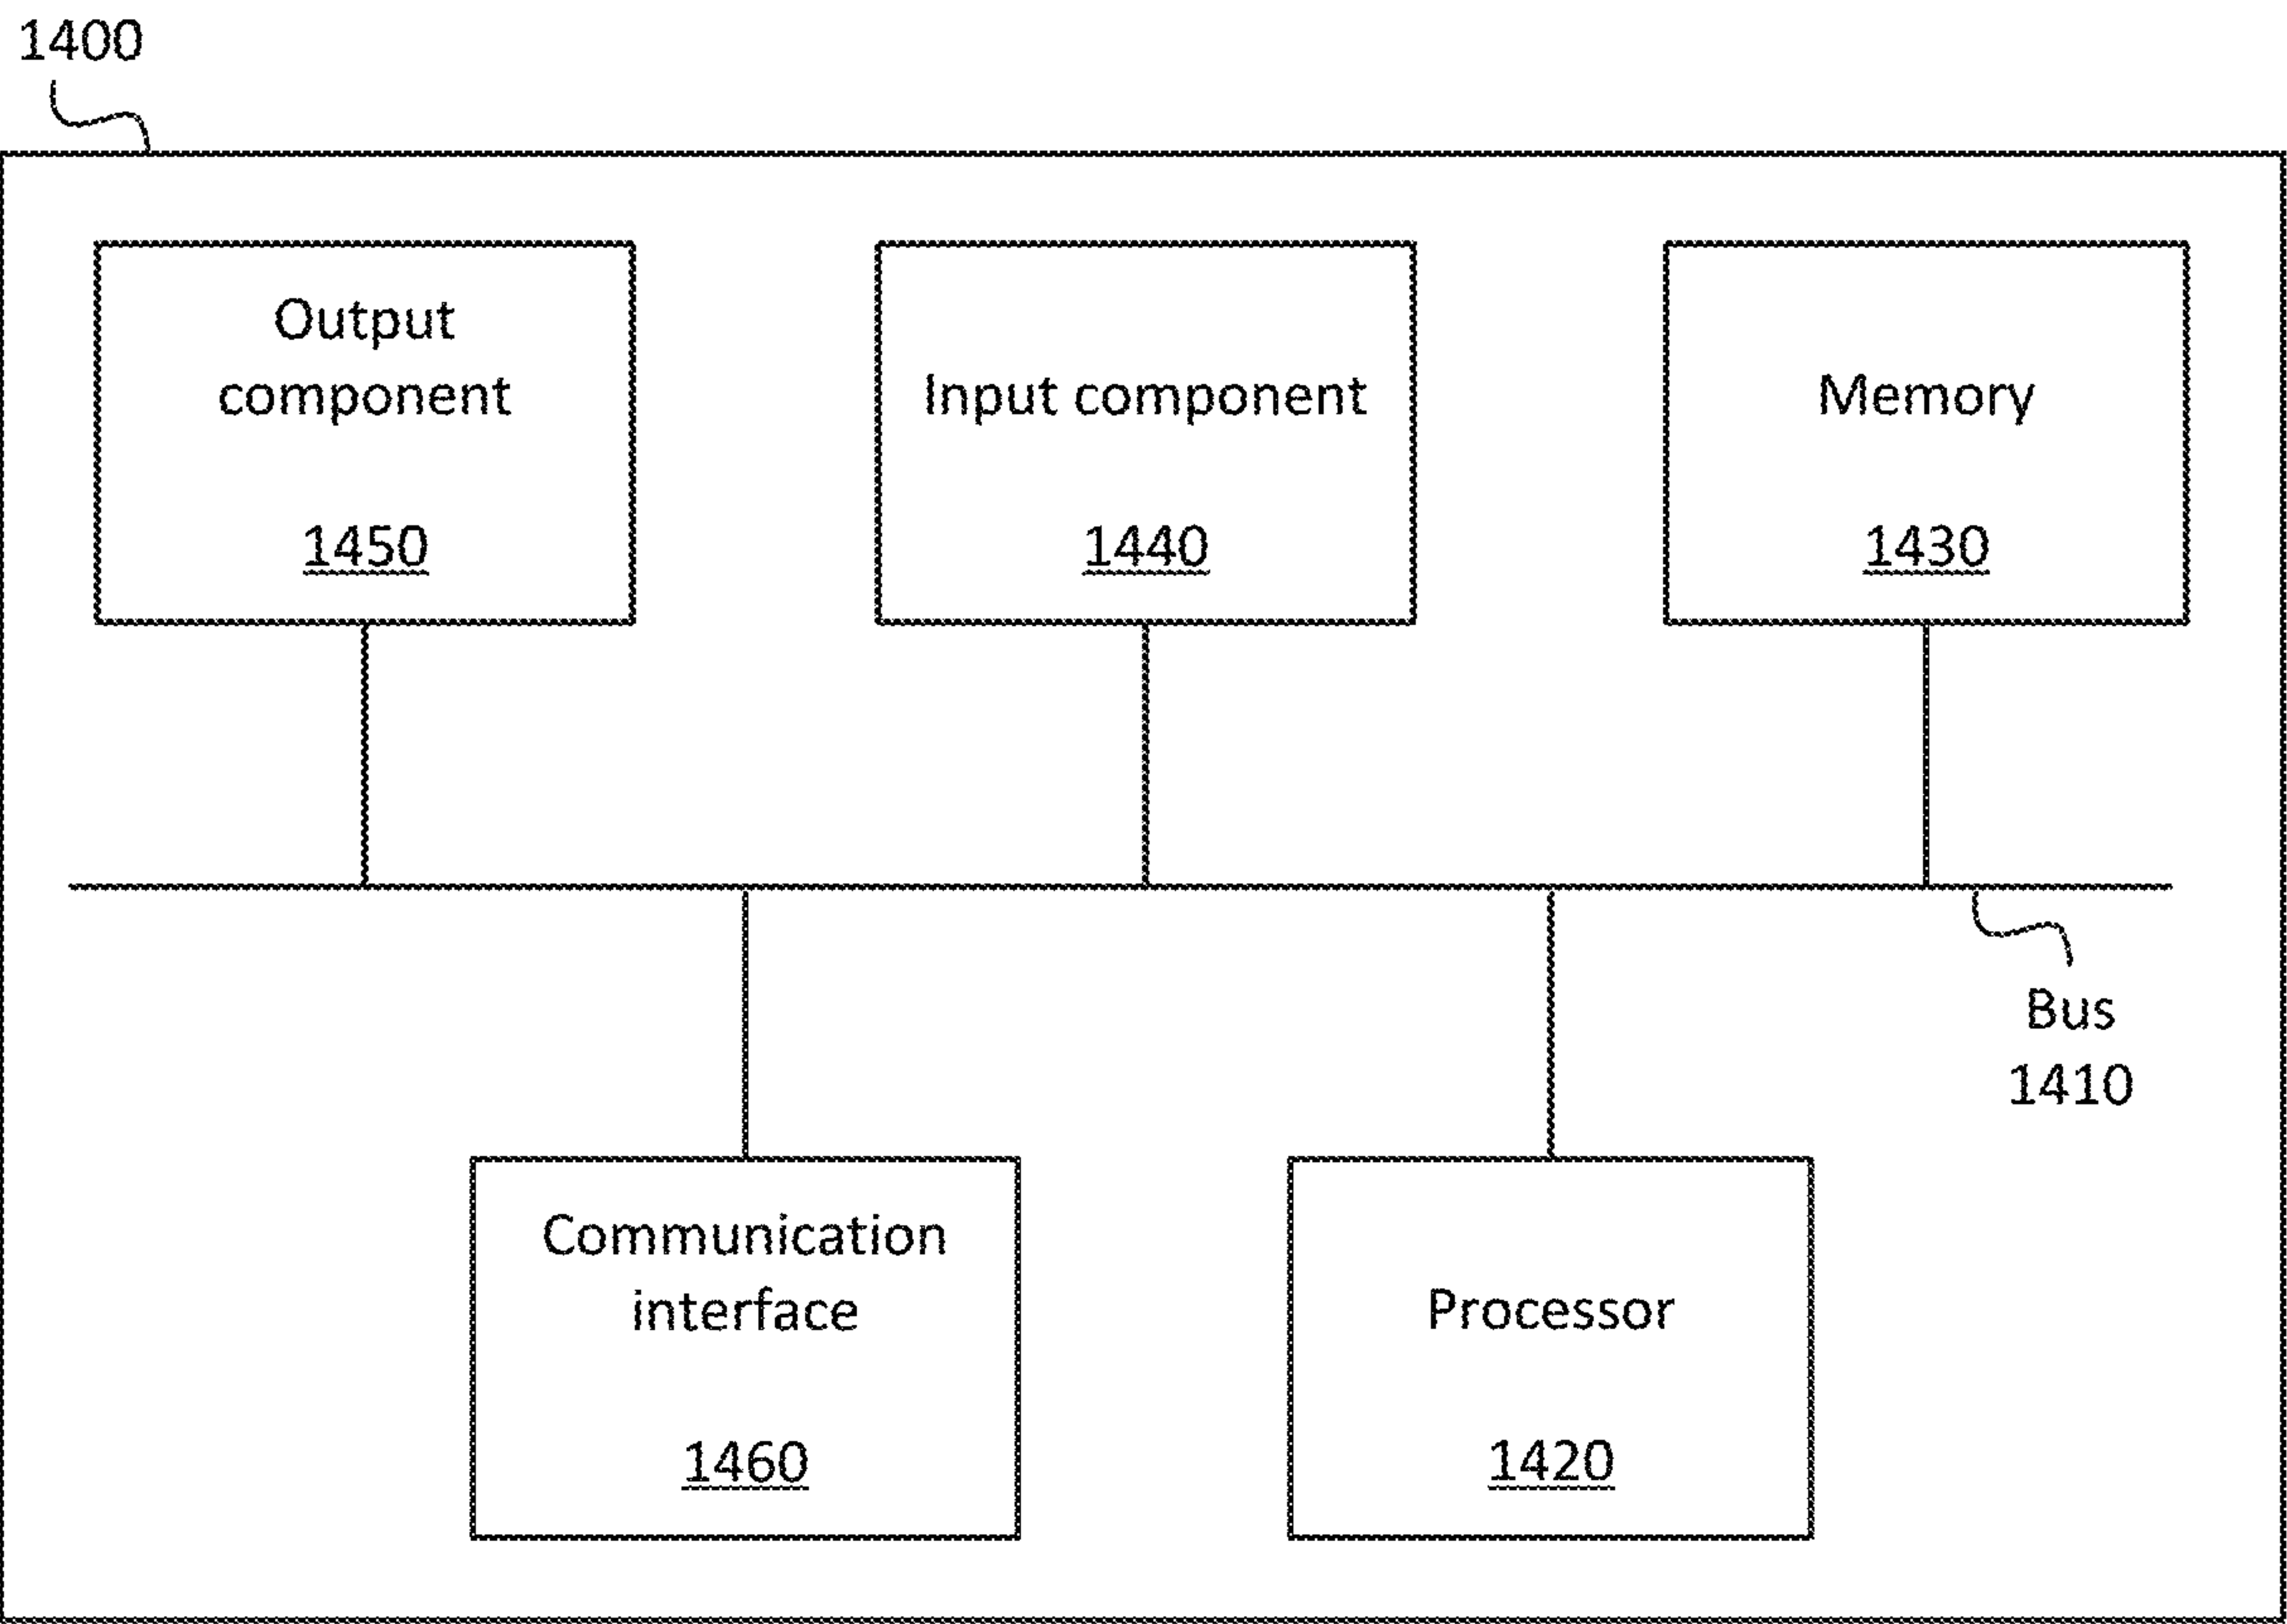 1400
Output
component
1450
Input component
1440
Memory
1430
Bus
1410
Communication
interface
1460
Processor
1420